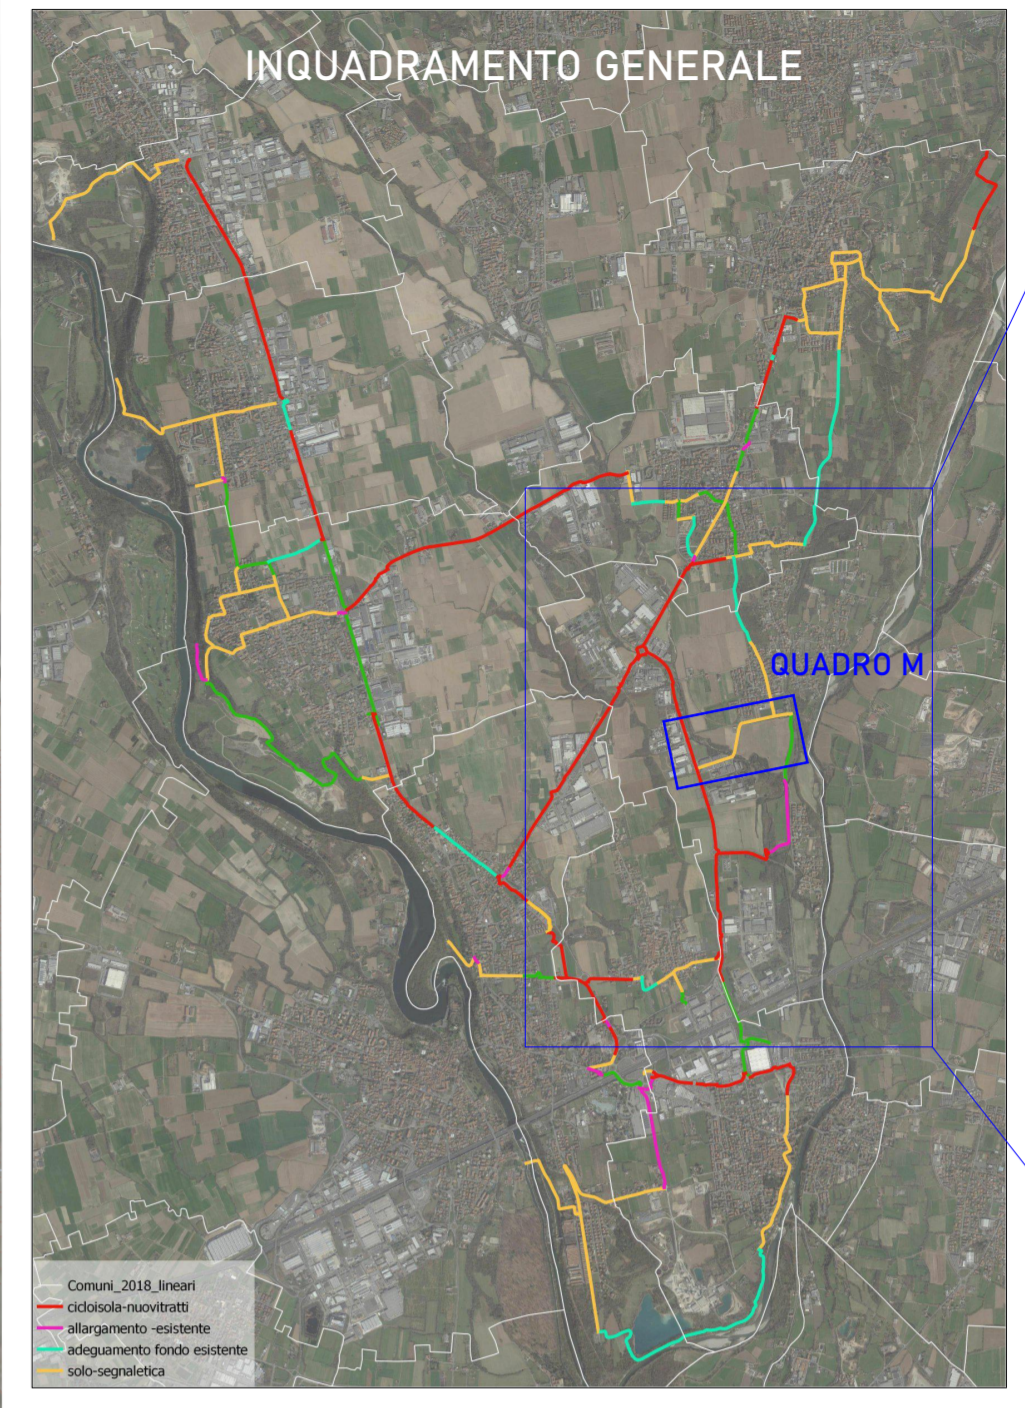 INQUADRAMENTO GENERALE
QUADRO M
Comuni_2018_lineari
cicloisola-nuovitratti
allargamento -esistente
adeguamento fondo esistente
solo-segnaletica